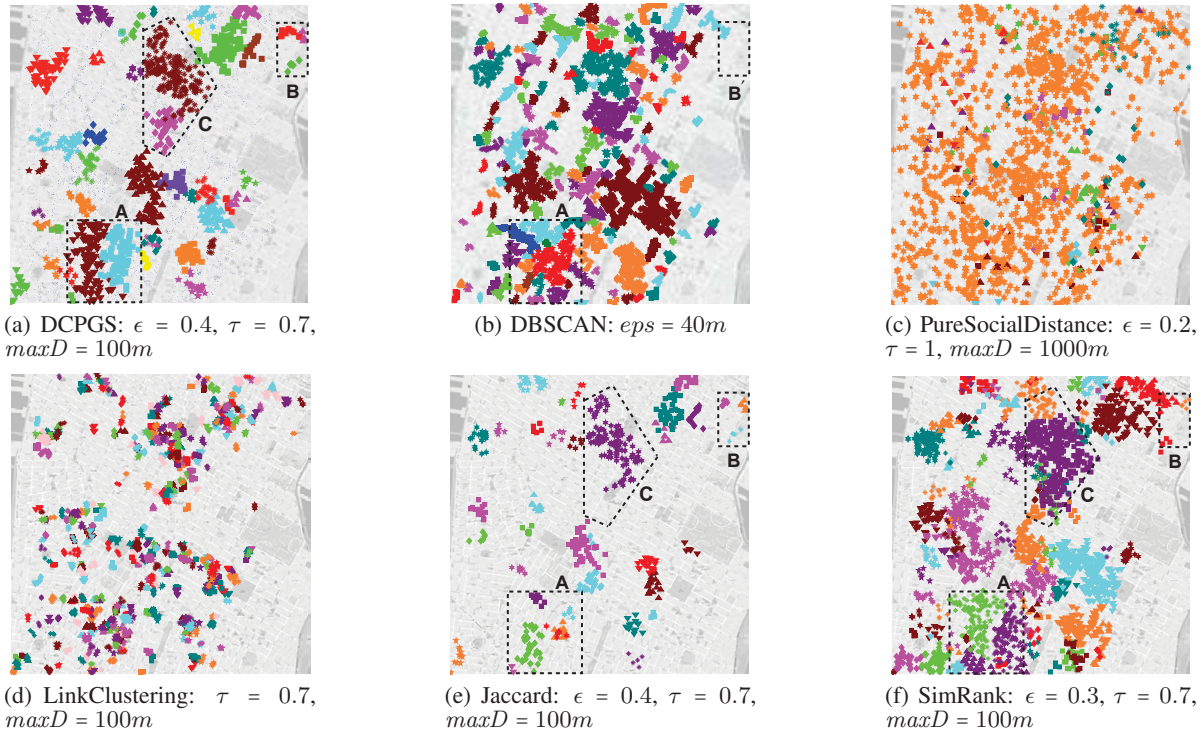 A
B
C
(a) DCPGS: ϵ = 0.4, τ = 0.7,
maxD = 100m
A
B
(b) DBSCAN: eps = 40m
(c) PureSocialDistance: ϵ = 0.2,
τ = 1, maxD = 1000m
(d) LinkClustering: τ = 0.7,
maxD = 100m
A
B
C
(e) Jaccard: ϵ = 0.4, τ = 0.7,
maxD = 100m
A
B
C
(f) SimRank: ϵ = 0.3, τ = 0.7,
maxD = 100m